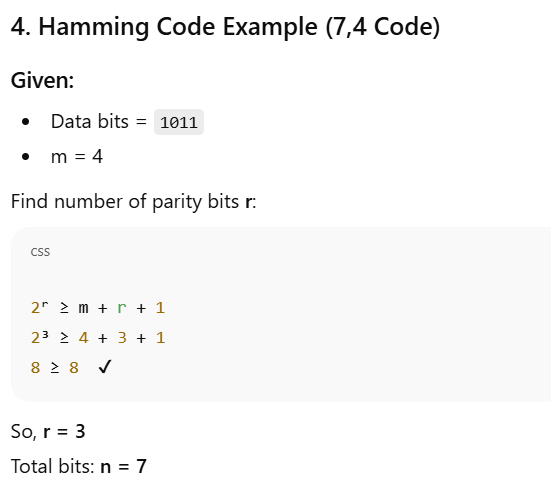 4. Hamming Code Example (7,4 Code)
Given:
• Data bits = 1011
• m = 4
Find number of parity bits r:
css
2ʳ ≥ m + r + 1
2³ ≥ 4 + 3 + 1
8 ≥ 8 ✓
So, r = 3
Total bits: n = 7